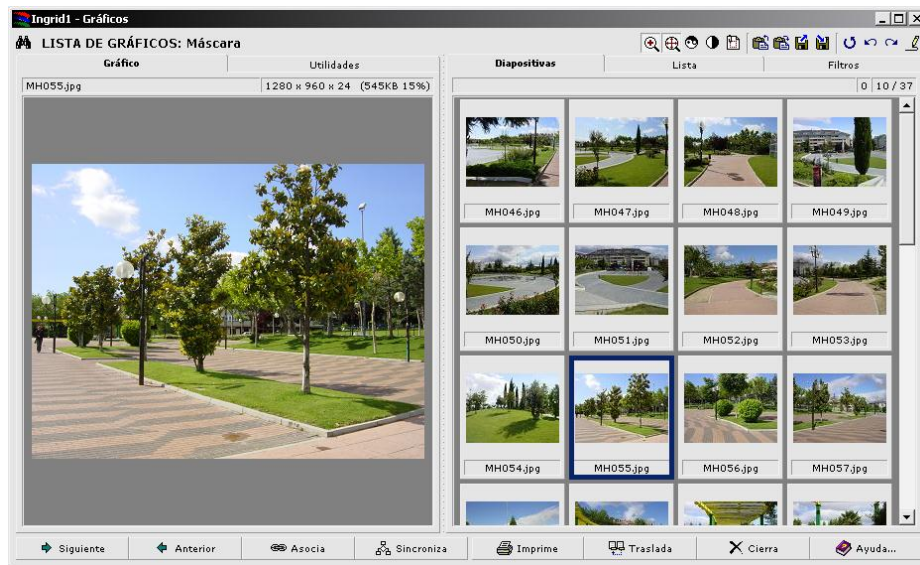 Ingrid1 - Gráficos
LISTA DE GRÁFICOS: Máscara
Gráfico
Utilidades
Diapositivas
Lista
Filtros
MH055.jpg
1280 x 960 x 24 (545KB 15%)
0
10 / 37
MH046.jpg
MH047.jpg
MH048.jpg
MH049.jpg
MH050.jpg
MH051.jpg
MH052.jpg
MH053.jpg
MH054.jpg
MH055.jpg
MH056.jpg
MH057.jpg
Siguiente
Anterior
Asocia
Sincroniza
Imprime
Traslada
Cierra
Ayuda...